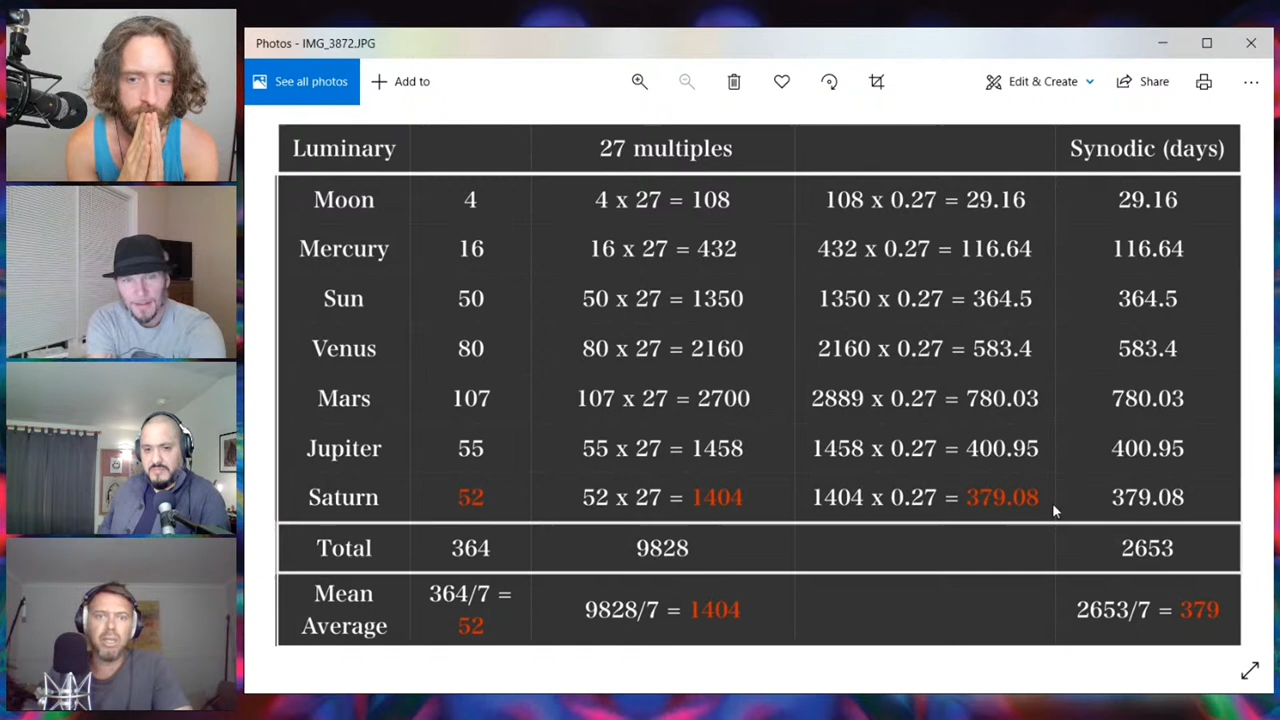 Photos - IMG_3872.JPG
See all photos
Add to
Edit & Create
Share
Luminary 27 multiples Synodic (days)
Moon 4 4 x 27 = 108 108 x 0.27 = 29.16 29.16
Mercury 16 16 x 27 = 432 432 x 0.27 = 116.64 116.64
Sun 50 50 x 27 = 1350 1350 x 0.27 = 364.5 364.5
Venus 80 80 x 27 = 2160 2160 x 0.27 = 583.4 583.4
Mars 107 107 x 27 = 2700 2889 x 0.27 = 780.03 780.03
Jupiter 55 55 x 27 = 1458 1458 x 0.27 = 400.95 400.95
Saturn 52 52 x 27 = 1404 1404 x 0.27 = 379.08 379.08
Total 364 9828 2653
Mean Average 364/7 = 52 9828/7 = 1404 2653/7 = 379